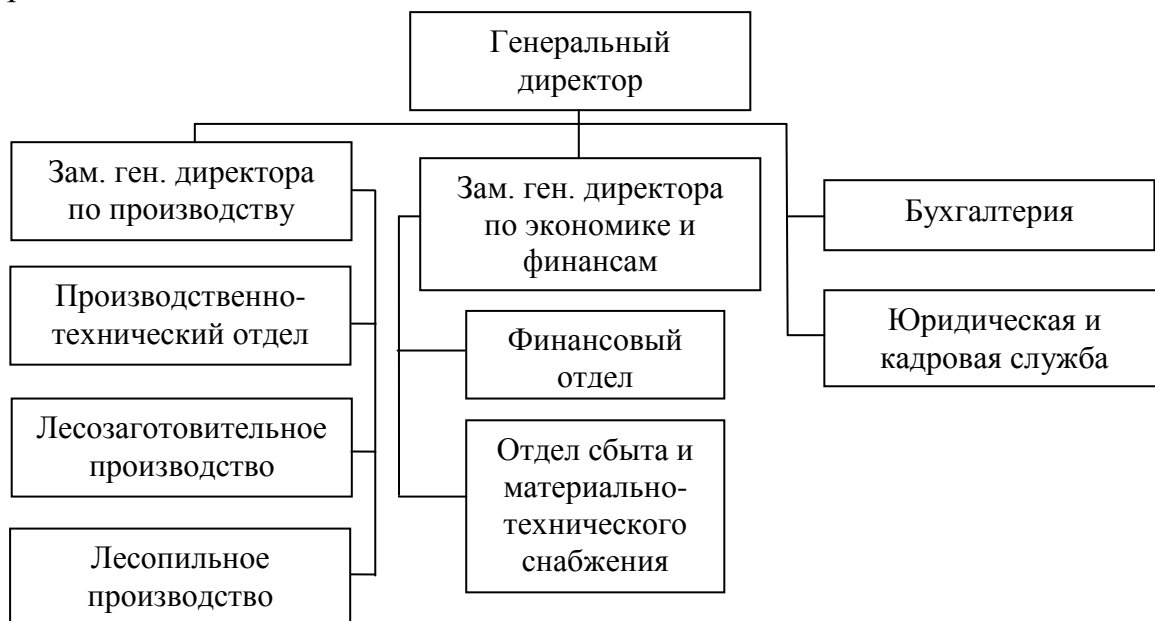 Генеральный
директор
Зам. ген. директора
по производству
Производственно-
технический отдел
Лесозаготовительное
производство
Лесопильное
производство
Зам. ген. директора
по экономике и
финансам
Финансовый
отдел
Отдел сбыта и
материально-
технического
снабжения
Бухгалтерия
Юридическая и
кадровая служба